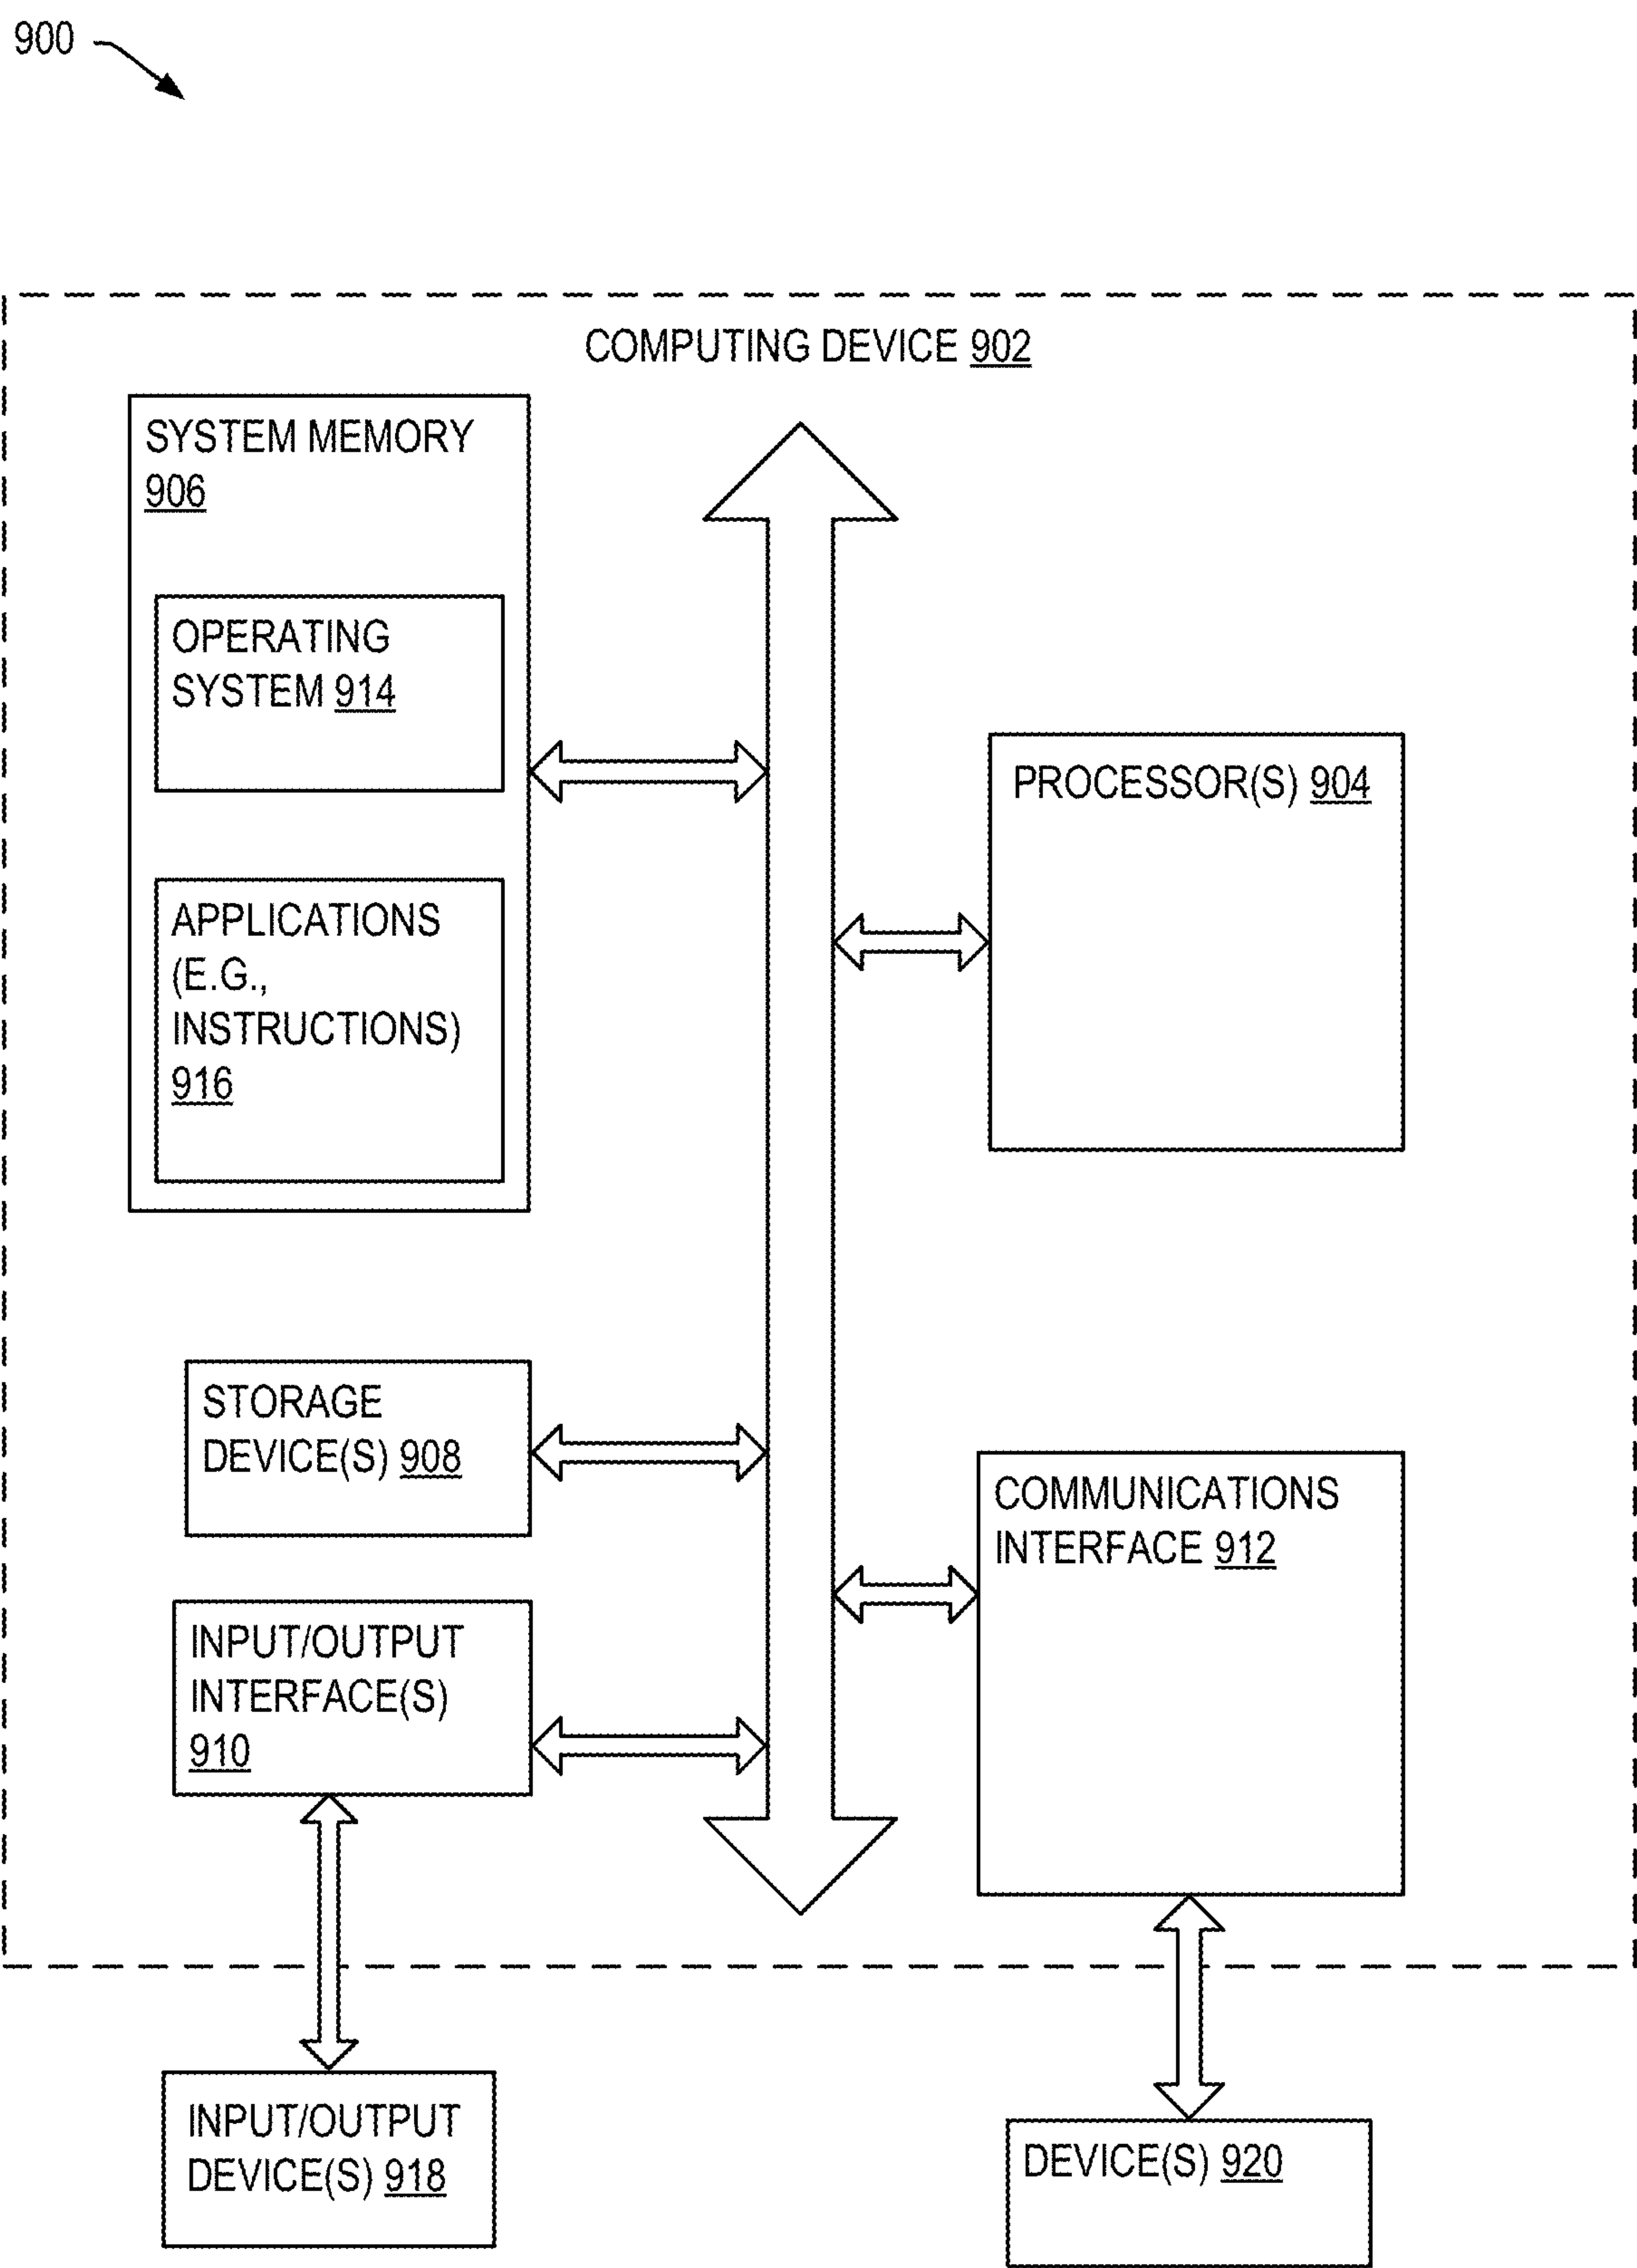 900
COMPUTING DEVICE 902
SYSTEM MEMORY
906
OPERATING
SYSTEM 914
APPLICATIONS
(E.G.,
INSTRUCTIONS)
916
PROCESSOR(S) 904
STORAGE
DEVICE(S) 908
COMMUNICATIONS
INTERFACE 912
INPUT/OUTPUT
INTERFACE(S)
910
INPUT/OUTPUT
DEVICE(S) 918
DEVICE(S) 920